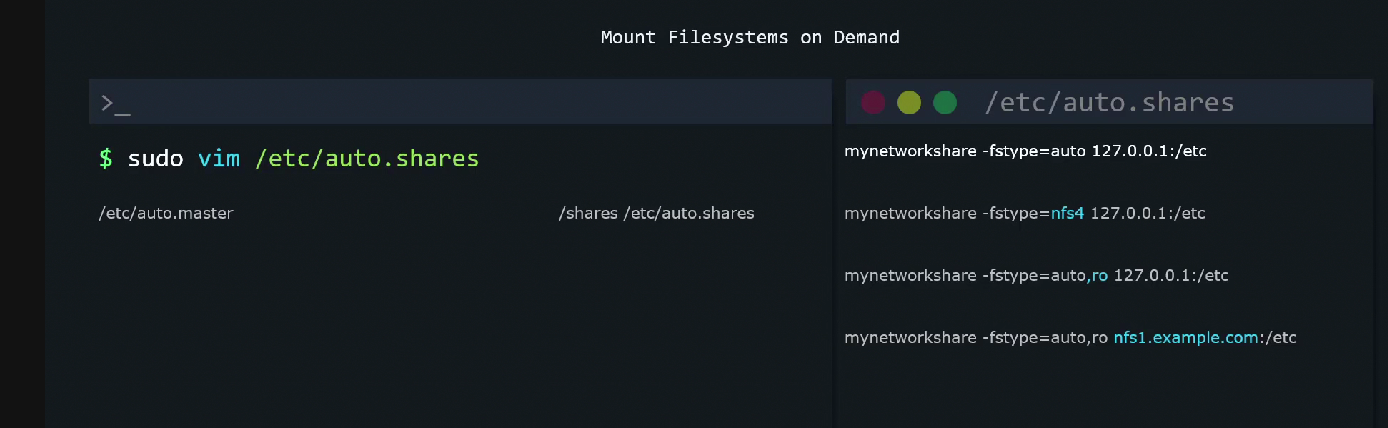 Mount Filesystems on Demand
>_
$ sudo vim /etc/auto.shares
/etc/auto.master
/shares /etc/auto.shares
/etc/auto.shares
mynetworkshare -fstype=auto 127.0.0.1:/etc
mynetworkshare -fstype=nfs4 127.0.0.1:/etc
mynetworkshare -fstype=auto,ro 127.0.0.1:/etc
mynetworkshare -fstype=auto,ro nfs1.example.com:/etc